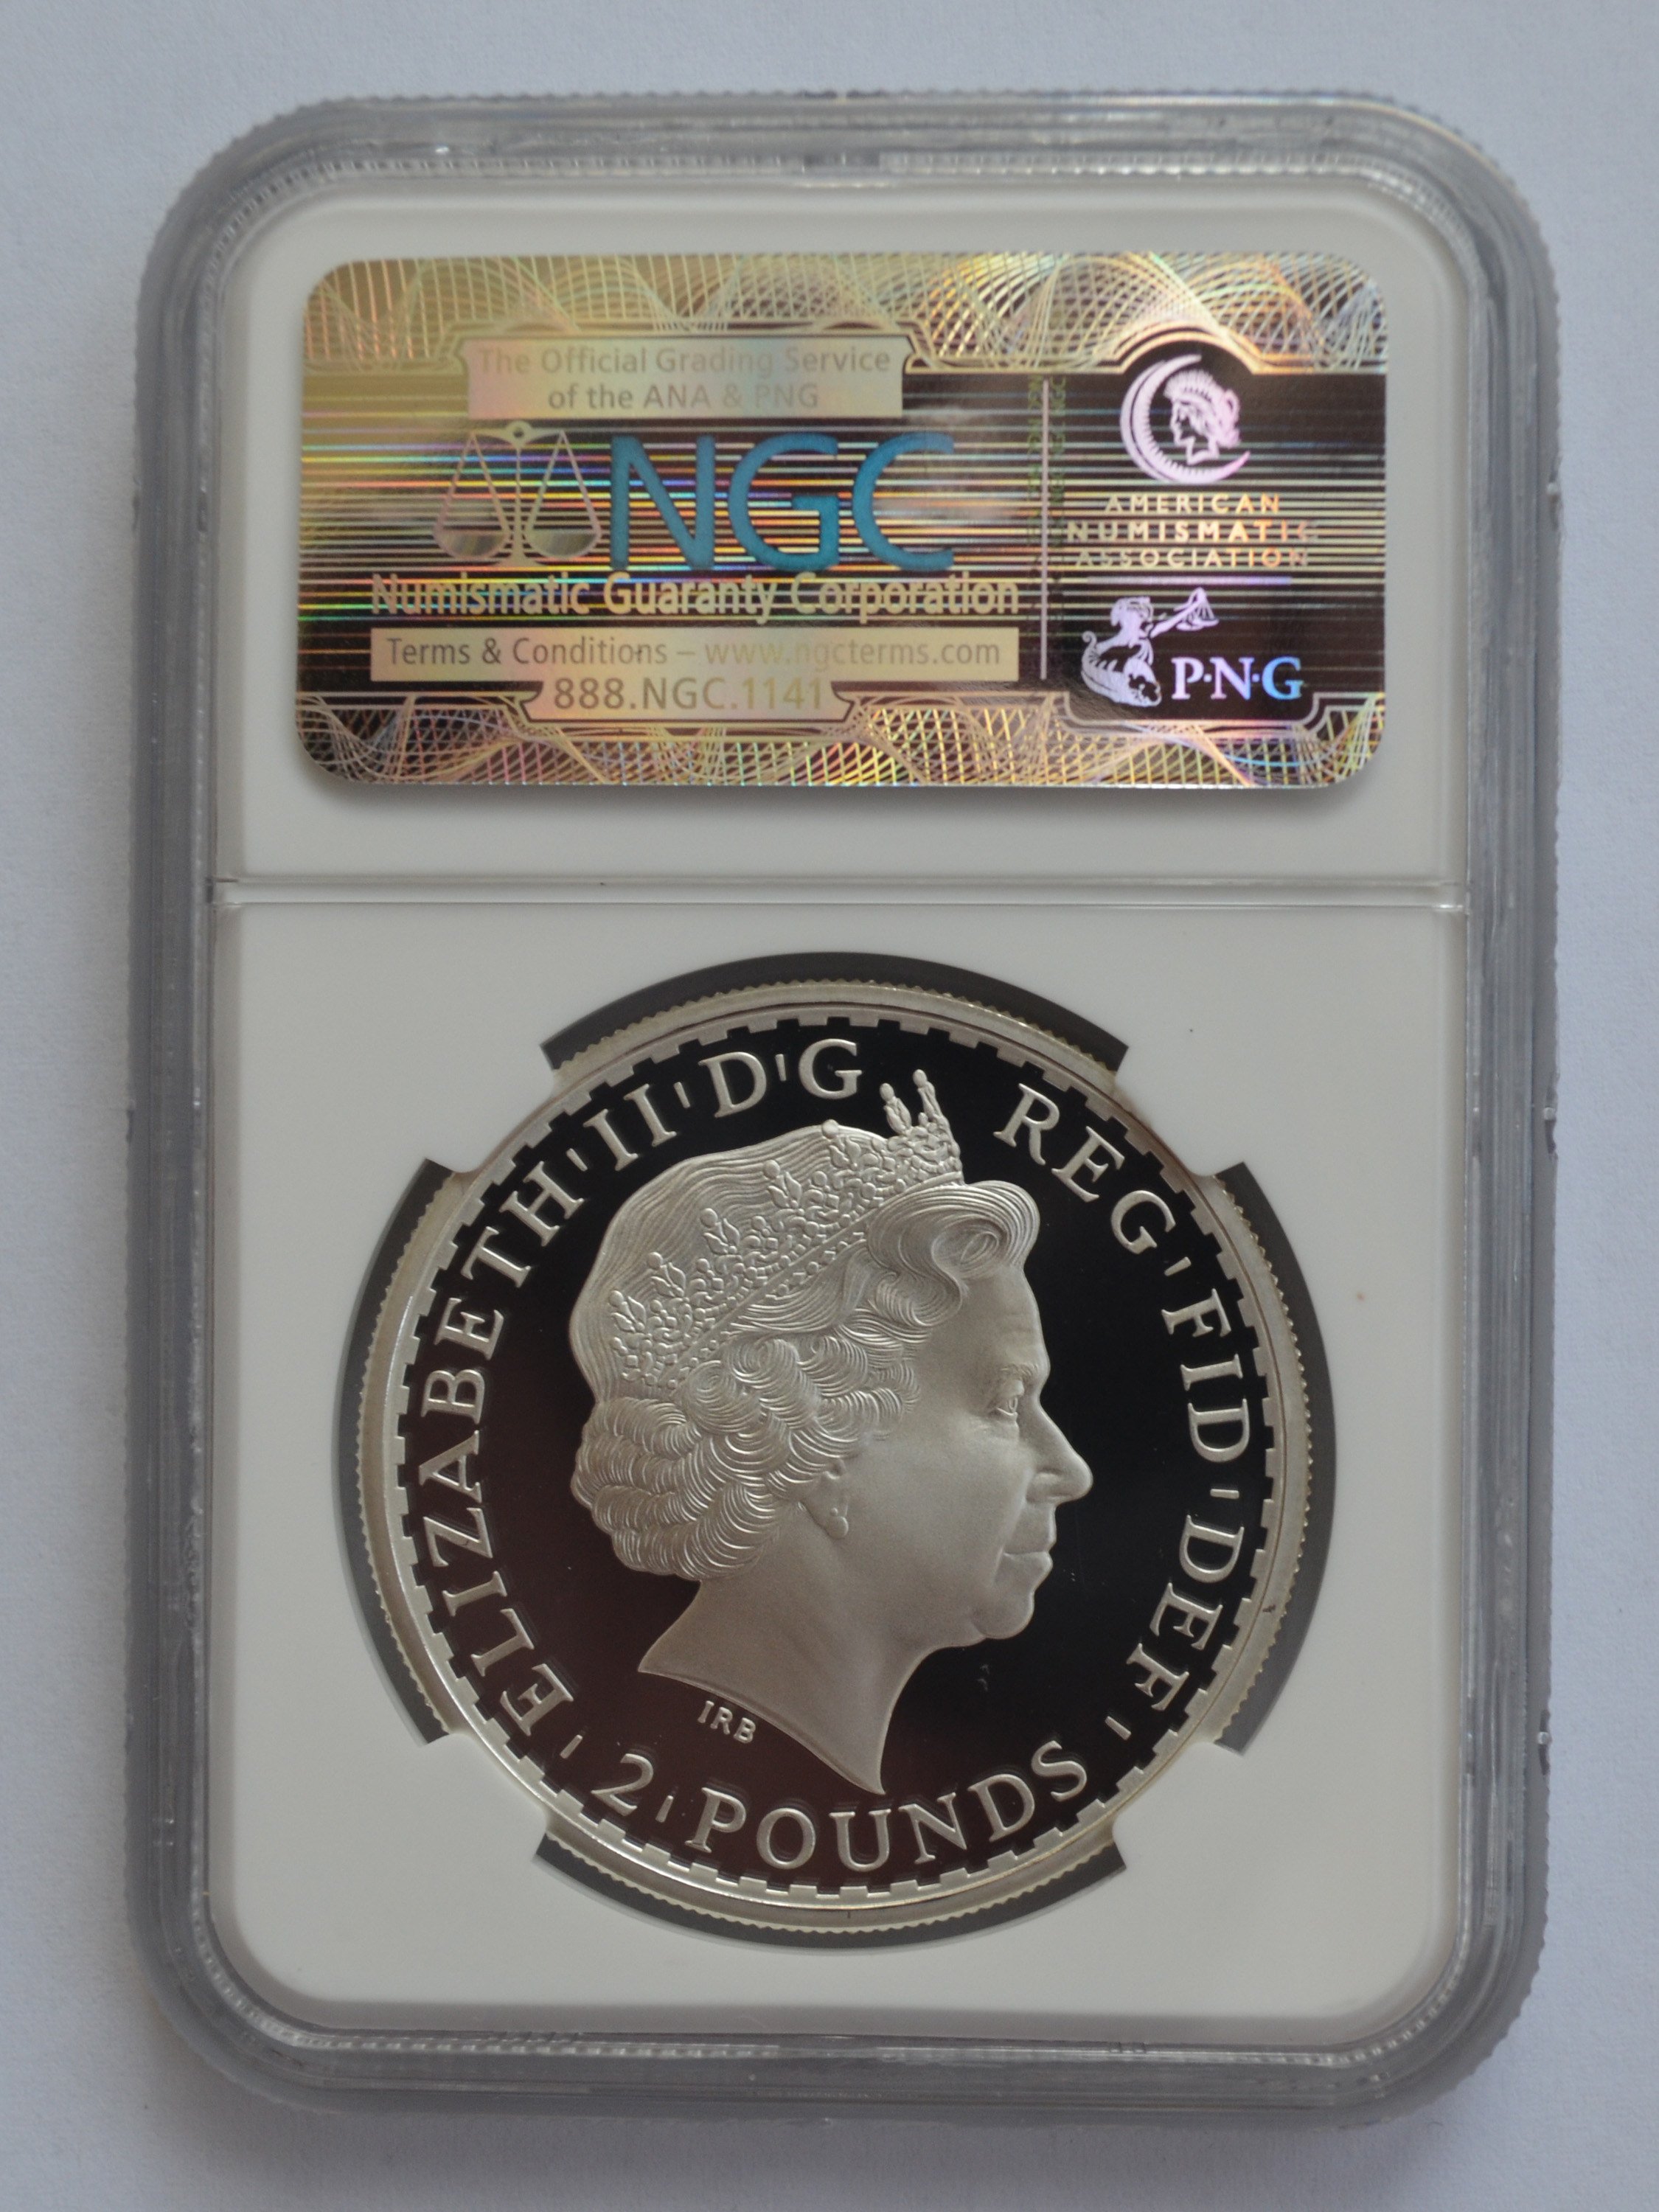 The Official Grading Service
of the ANA & PNG
NGC
Numismatic Guaranty Corporation
Terms & Conditions – www.ngcterms.com
888.NGC.1141
AMERICAN
NUMISMATIC
ASSOCIATION
P·N·G
ELIZABETH·II·D·G REG·FID·DEF·
2·POUNDS
IRB